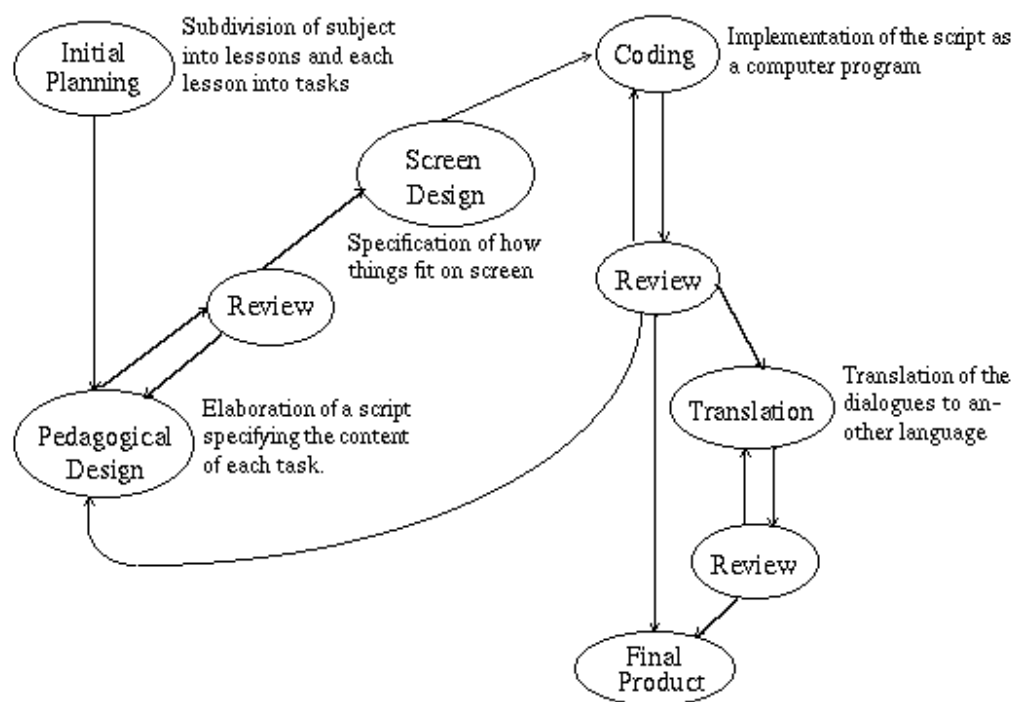 Initial
Planning
Subdivision of subject
into lessons and each
lesson into tasks
Coding
Implementation of the script as
a computer program
Screen
Design
Specification of how
things fit on screen
Review
Review
Pedagogical
Design
Elaboration of a script
specifying the content
of each task.
Translation
Translation of the
dialogues to an-
other language
Review
Final
Product